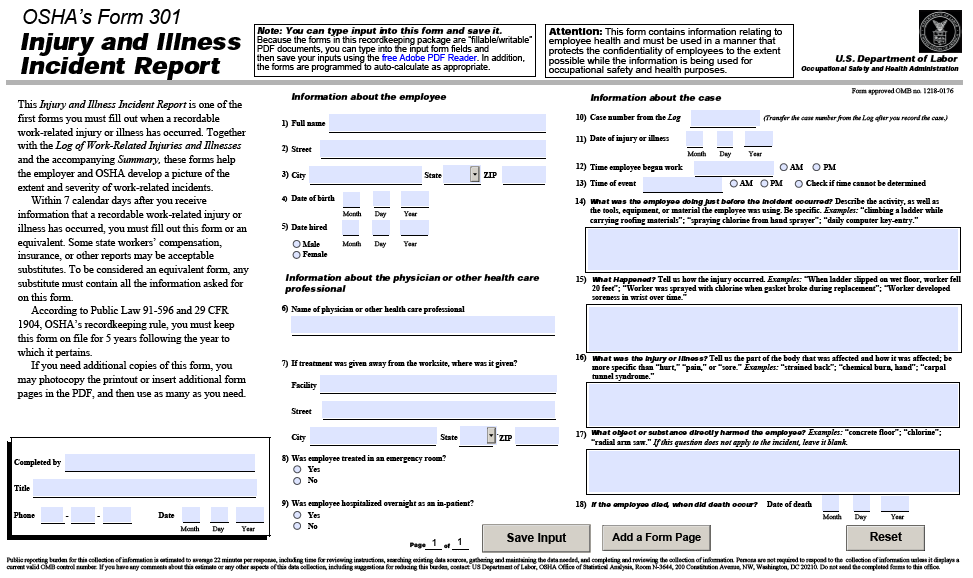 OSHA's Form 301
Injury and Illness
Incident Report
Note: You can type input into this form and save it.
Because the forms in this recordkeeping package are "fillable/writable"
PDF documents, you can type into the input form fields and
then save your inputs using the free Adobe PDF Reader. In addition,
the forms are programmed to auto-calculate as appropriate.
Attention: This form contains information relating to
employee health and must be used in a manner that
protects the confidentiality of employees to the extent
possible while the information is being used for
occupational safety and health purposes.
U.S. Department of Labor
Occupational Safety and Health Administration
Form approved OMB no. 1218-0176
This Injury and Illness Incident Report is one of the
first forms you must fill out when a recordable
work-related injury or illness has occurred. Together
with the Log of Work-Related Injuries and Illnesses
and the accompanying Summary, these forms help
the employer and OSHA develop a picture of the
extent and severity of work-related incidents.
Within 7 calendar days after you receive
information that a recordable work-related injury or
illness has occurred, you must fill out this form or an
equivalent. Some state workers' compensation,
insurance, or other reports may be acceptable
substitutes. To be considered an equivalent form, any
substitute must contain all the information asked for
on this form.
According to Public Law 91-596 and 29 CFR
1904, OSHA's recordkeeping rule, you must keep
this form on file for 5 years following the year to
which it pertains.
If you need additional copies of this form, you
may photocopy the printout or insert additional form
pages in the PDF, and then use as many as you need.
Completed by
Title
Phone - - Date
Month Day Year
Information about the employee
1) Full name
2) Street
3) City State ZIP
4) Date of birth
Month Day Year
5) Date hired
Month Day Year
Male
Female
Information about the physician or other health care
professional
6) Name of physician or other health care professional
7) If treatment was given away from the worksite, where was it given?
Facility
Street
City State ZIP
8) Was employee treated in an emergency room?
Yes
No
9) Was employee hospitalized overnight as an in-patient?
Yes
No
Information about the case
10) Case number from the Log (Transfer the case number from the Log after you record the case.)
11) Date of injury or illness
Month Day Year
12) Time employee began work AM PM
13) Time of event AM PM Check if time cannot be determined
14) What was the employee doing just before the incident occurred? Describe the activity, as well as
the tools, equipment, or material the employee was using. Be specific. Examples: "climbing a ladder while
carrying roofing materials"; "spraying chlorine from hand sprayer"; "daily computer key-entry."
15) What Happened? Tell us how the injury occurred. Examples: "When ladder slipped on wet floor, worker fell
20 feet"; "Worker was sprayed with chlorine when gasket broke during replacement"; "Worker developed
soreness in wrist over time."
16) What was the injury or illness? Tell us the part of the body that was affected and how it was affected; be
more specific than "hurt," "pain," or "sore." Examples: "strained back"; "chemical burn, hand"; "carpal
tunnel syndrome."
17) What object or substance directly harmed the employee? Examples: "concrete floor"; "chlorine";
"radial arm saw." If this question does not apply to the incident, leave it blank.
18) If the employee died, when did death occur? Date of death
Month Day Year
Page 1 of 1
Save Input
Add a Form Page
Reset
Public reporting burden for this collection of information is estimated to average 22 minutes per response, including time for reviewing instructions, searching existing data sources, gathering and maintaining the data needed, and completing and reviewing the collection of information. Persons are not required to respond to the collection of information unless it displays a
current valid OMB control number. If you have any comments about this estimate or any other aspects of this data collection, including suggestions for reducing this burden, contact: US Department of Labor, OSHA Office of Statistical Analysis, Room N-3644, 200 Constitution Avenue, NW, Washington, DC 20210. Do not send the completed forms to this office.